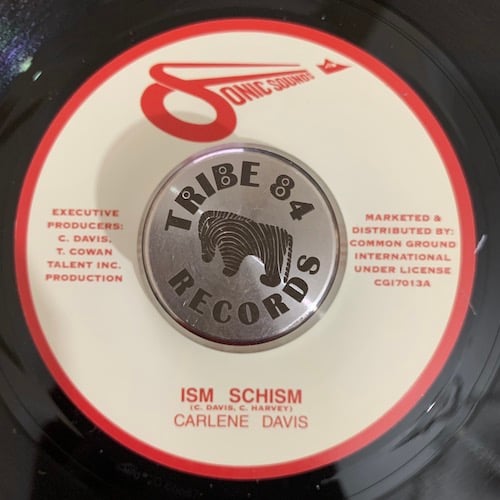 SONIC SOUNDS
TRIBE 84
RECORDS
EXECUTIVE
PRODUCERS:
C. DAVIS,
T. COWAN
TALENT INC.
PRODUCTION
MARKETED &
DISTRIBUTED BY:
COMMON GROUND
INTERNATIONAL
UNDER LICENSE
CGI7013A
ISM SCHISM
(C. DAVIS, C. HARVEY)
CARLENE DAVIS